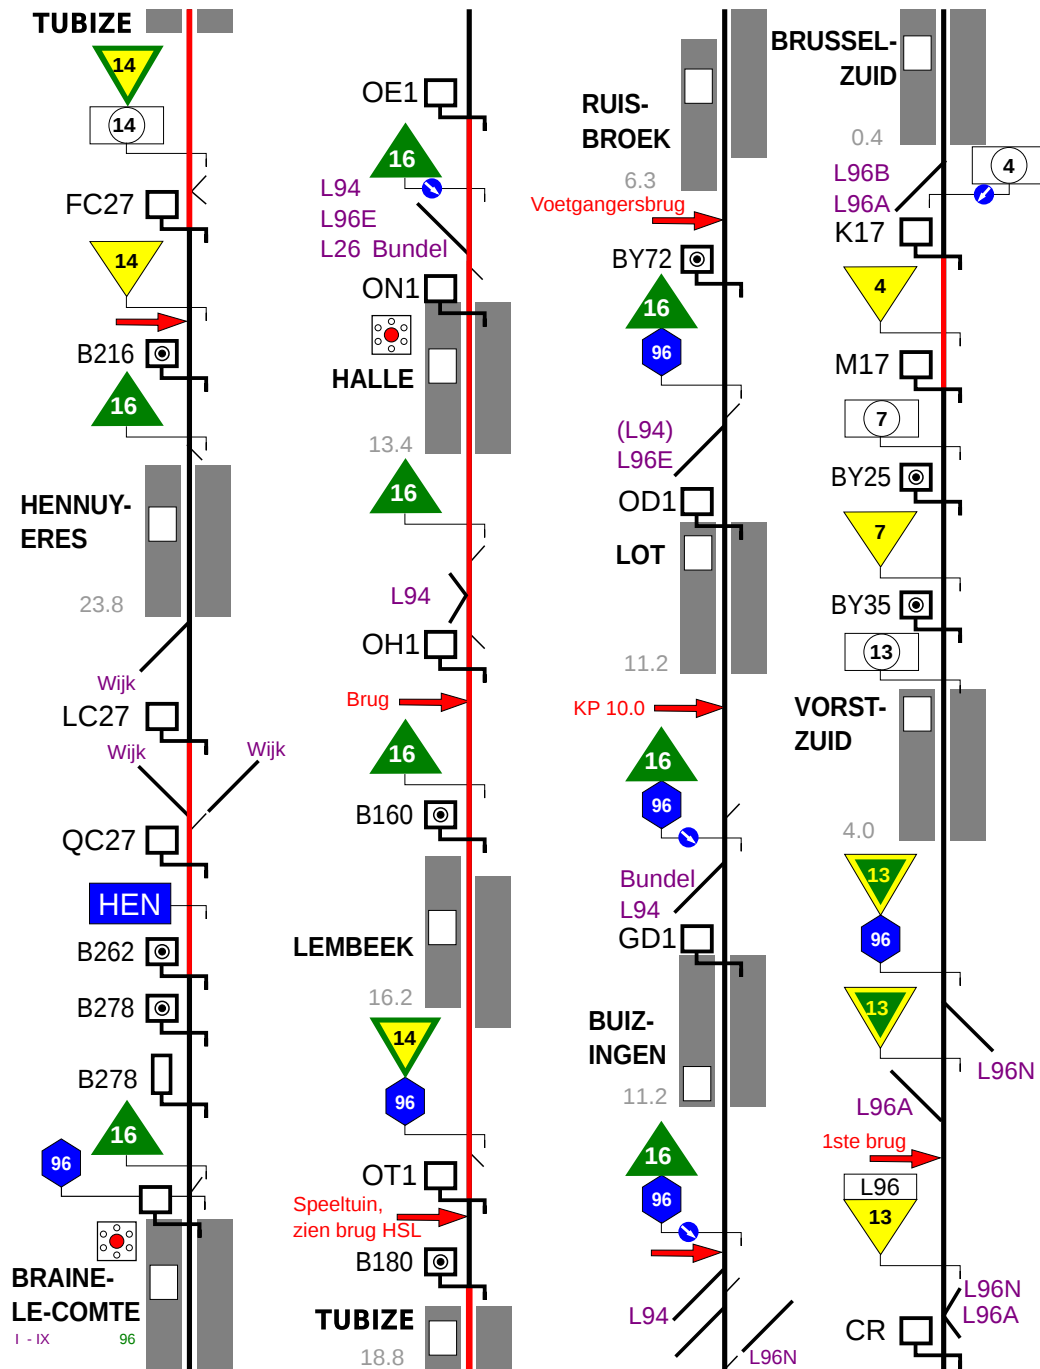 TUBIZE
14
14
FC27
14
B216
16
HENNUY-
ERES
23.8
Wijk
LC27
Wijk
Wijk
QC27
HEN
B262
B278
B278
16
96
BRAINE-
LE-COMTE
I - IX
96
OE1
16
L94
L96E
L26 Bundel
ON1
HALLE
13.4
16
L94
OH1
Brug
16
B160
LEMBEEK
16.2
14
96
OT1
Speeltuin,
zien brug HSL
B180
TUBIZE
18.8
RUIS-
BROEK
6.3
Voetgangersbrug
BY72
16
96
(L94)
L96E
OD1
LOT
11.2
KP 10.0
16
96
Bundel
L94
GD1
BUIZ-
INGEN
11.2
16
96
L94
L96N
BRUSSEL-
ZUID
0.4
4
L96B
L96A
K17
4
M17
7
BY25
7
BY35
13
VORST-
ZUID
4.0
13
96
13
L96N
L96A
1ste brug
L96
13
L96N
L96A
CR